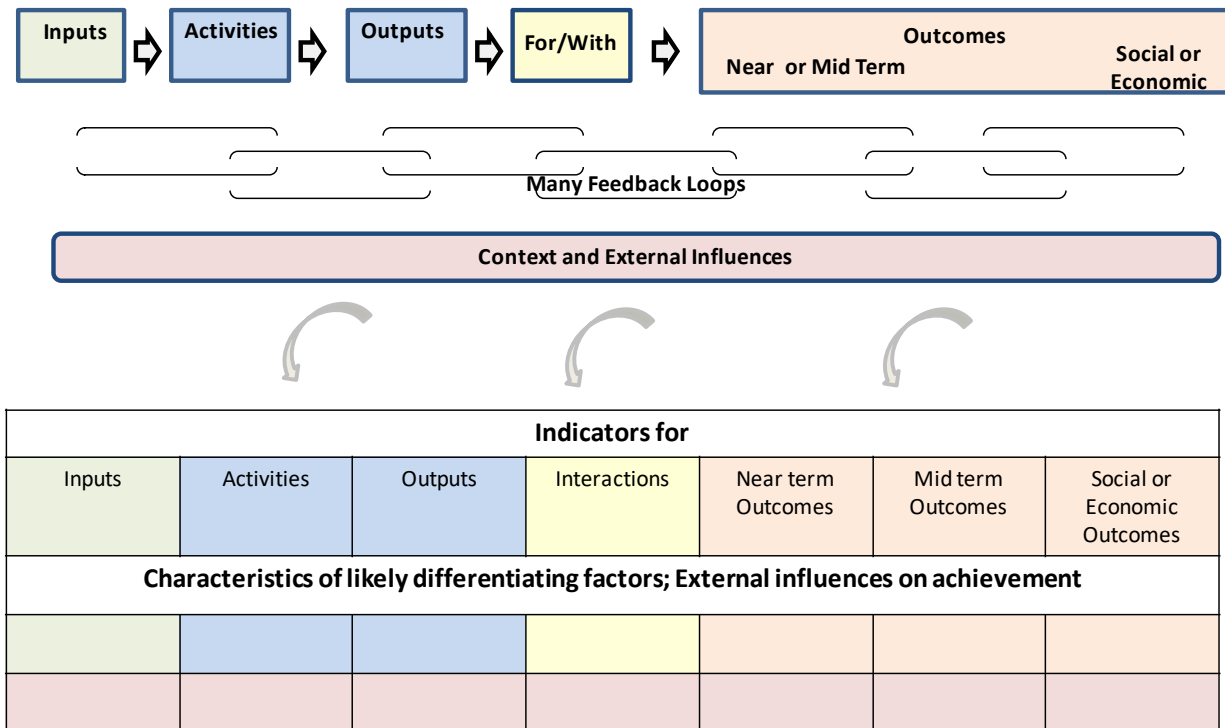 Inputs
Activities
Outputs
For/With
Outcomes
Near or Mid Term
Social or
Economic
Many Feedback Loops
Context and External Influences
Indicators for
Inputs
Activities
Outputs
Interactions
Near term
Outcomes
Mid term
Outcomes
Social or
Economic
Outcomes
Characteristics of likely differentiating factors; External influences on achievement